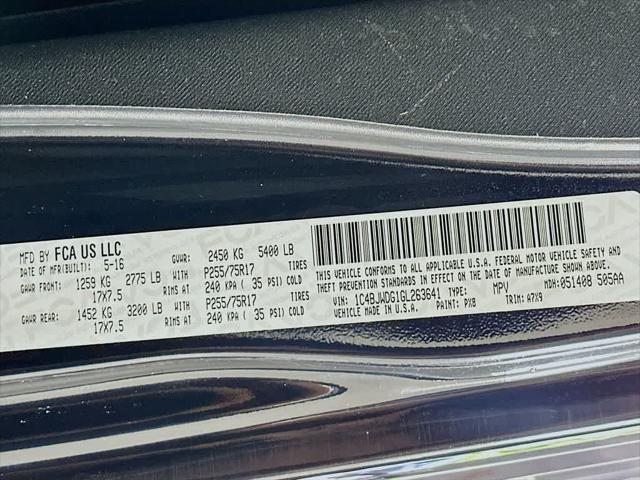 MFD BY FCA US LLC
DATE OF MFR(BUILT): 5-16 GVWR: 2450 KG 5400 LB
GAWR FRONT: 1259 KG 2775 LB WITH P255/75R17 TIRES
17X7.5 RIMS AT 240 KPA ( 35 PSI) COLD
GAWR REAR: 1452 KG 3200 LB WITH P255/75R17 TIRES
17X7.5 RIMS AT 240 KPA ( 35 PSI) COLD
THIS VEHICLE CONFORMS TO ALL APPLICABLE U.S.A. FEDERAL MOTOR VEHICLE SAFETY AND
THEFT PREVENTION STANDARDS IN EFFECT ON THE DATE OF MANUFACTURE SHOWN ABOVE.
VIN: 1C4BJWDG1GL263641 TYPE: MPV MDH: 051408 505AA
VEHICLE MADE IN U.S.A. PAINT: PX8 TRIM: A7X9